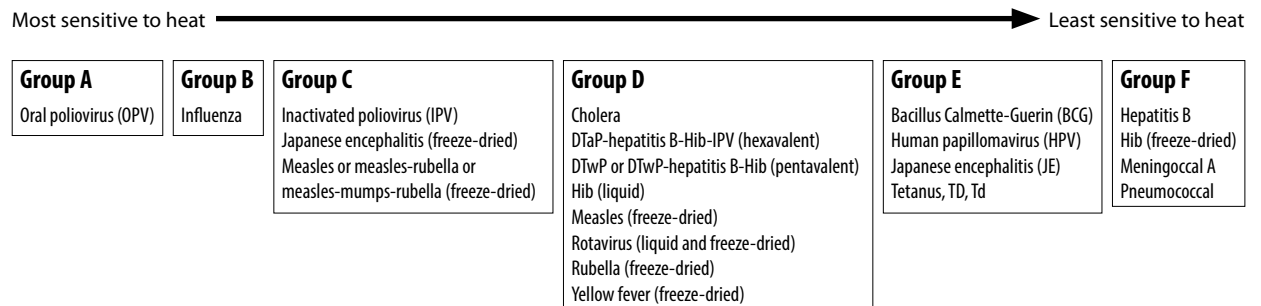 Most sensitive to heat
Least sensitive to heat
Group A
Oral poliovirus (OPV)
Group B
Influenza
Group C
Inactivated poliovirus (IPV)
Japanese encephalitis (freeze-dried)
Measles or measles-rubella or
measles-mumps-rubella (freeze-dried)
Group D
Cholera
DTaP-hepatitis B-Hib-IPV (hexavalent)
DTwP or DTwP-hepatitis B-Hib (pentavalent)
Hib (liquid)
Measles (freeze-dried)
Rotavirus (liquid and freeze-dried)
Rubella (freeze-dried)
Yellow fever (freeze-dried)
Group E
Bacillus Calmette-Guerin (BCG)
Human papillomavirus (HPV)
Japanese encephalitis (JE)
Tetanus, TD, Td
Group F
Hepatitis B
Hib (freeze-dried)
Meningoccal A
Pneumococcal